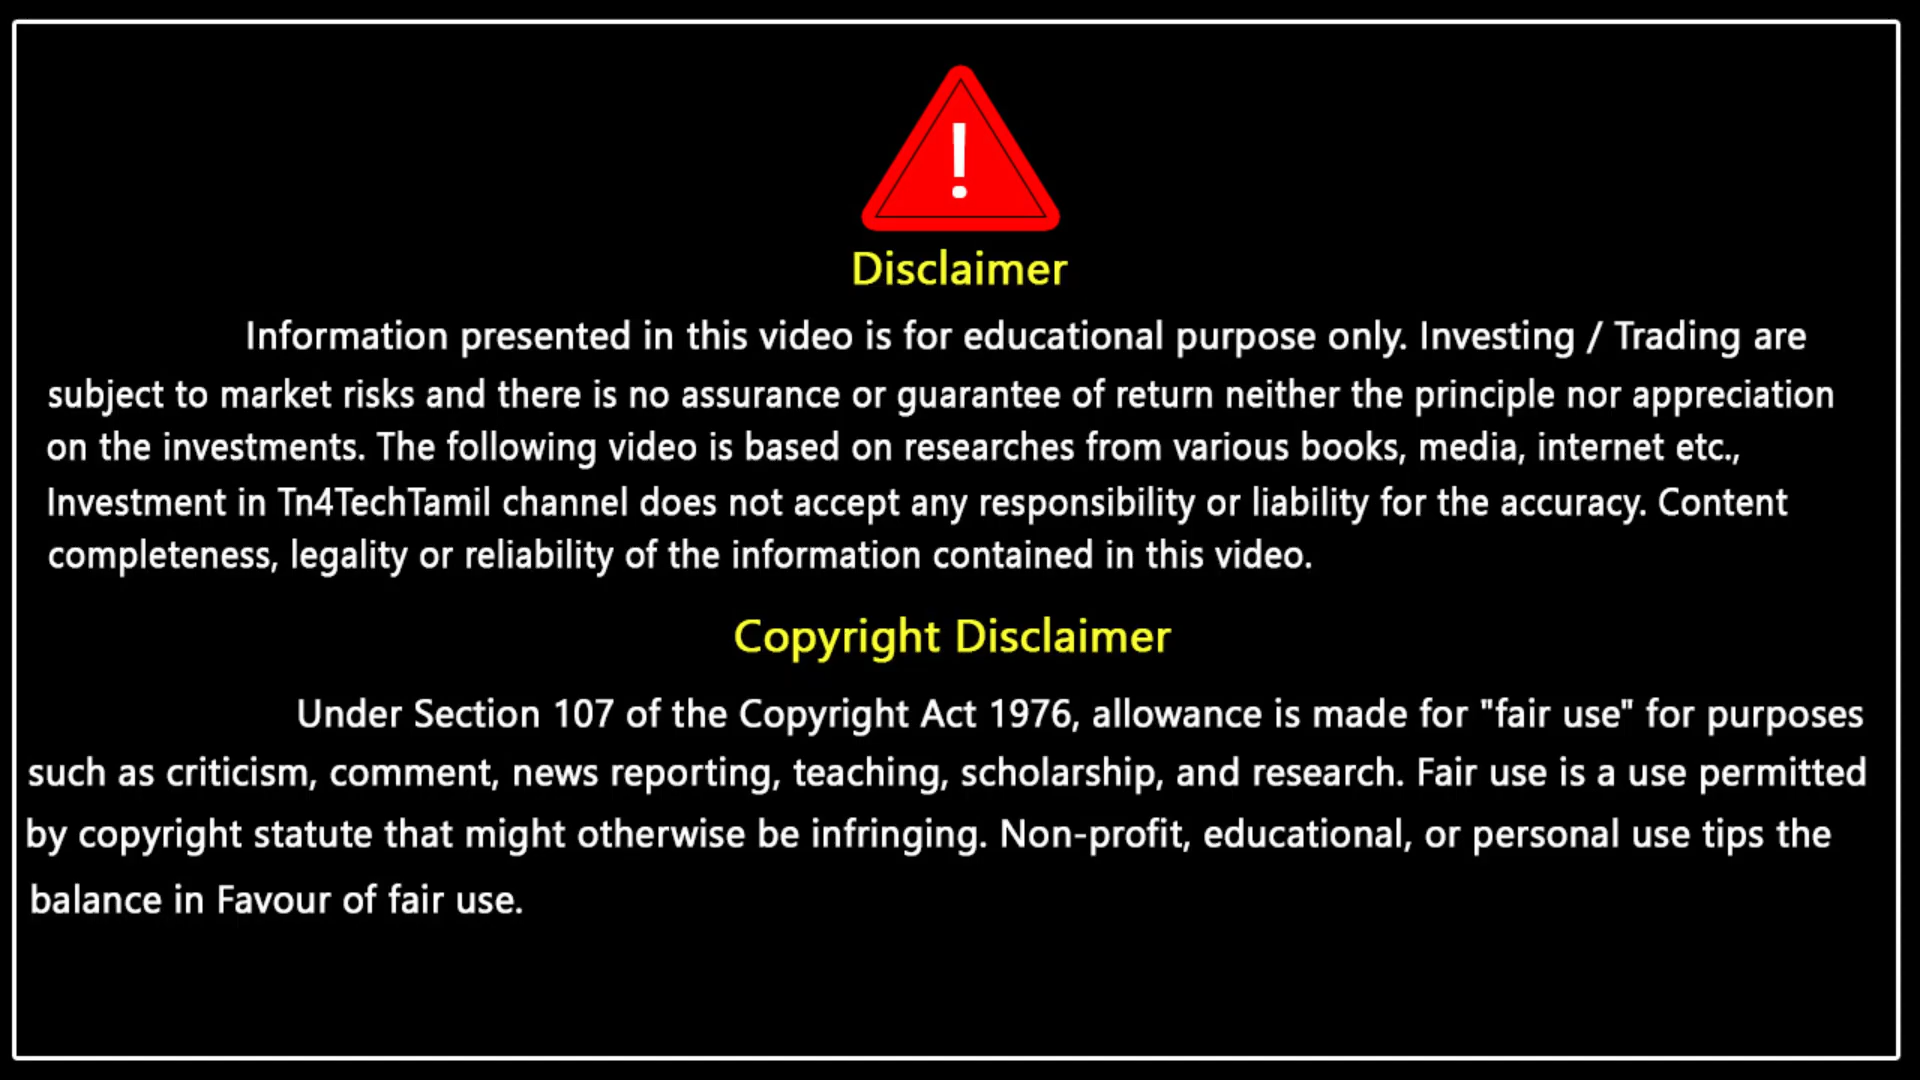 !
Disclaimer
Information presented in this video is for educational purpose only. Investing / Trading are
subject to market risks and there is no assurance or guarantee of return neither the principle nor appreciation
on the investments. The following video is based on researches from various books, media, internet etc.,
Investment in Tn4TechTamil channel does not accept any responsibility or liability for the accuracy. Content
completeness, legality or reliability of the information contained in this video.
Copyright Disclaimer
Under Section 107 of the Copyright Act 1976, allowance is made for "fair use" for purposes
such as criticism, comment, news reporting, teaching, scholarship, and research. Fair use is a use permitted
by copyright statute that might otherwise be infringing. Non-profit, educational, or personal use tips the
balance in Favour of fair use.